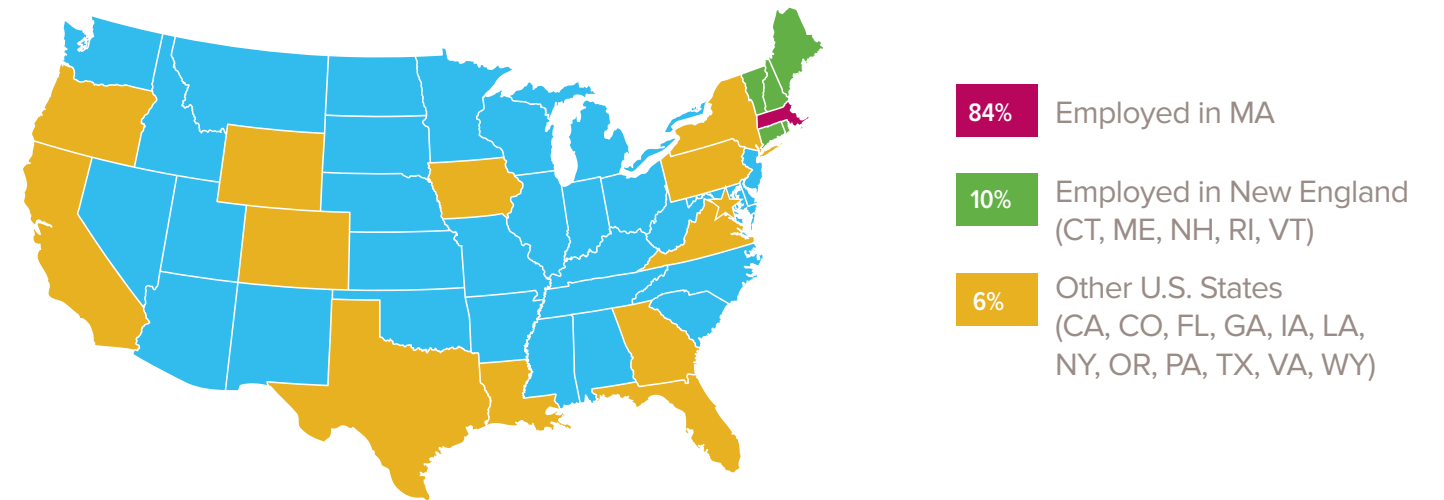 84% Employed in MA
10% Employed in New England
(CT, ME, NH, RI, VT)
6% Other U.S. States
(CA, CO, FL, GA, IA, LA,
NY, OR, PA, TX, VA, WY)